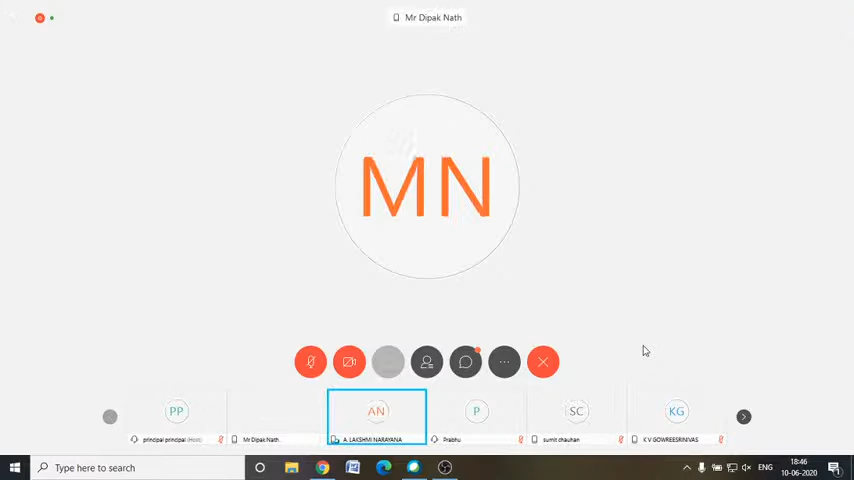 Mr Dipak Nath
MN
PP
AN
P
SC
KG
principal principal (Host)
Mr Dipak Nath
A. LAKSHMI NARAYANA
Prabhu
sumit chauhan
K V GOWREESRINIVAS
Type here to search
ENG
18:46
10-06-2020
1